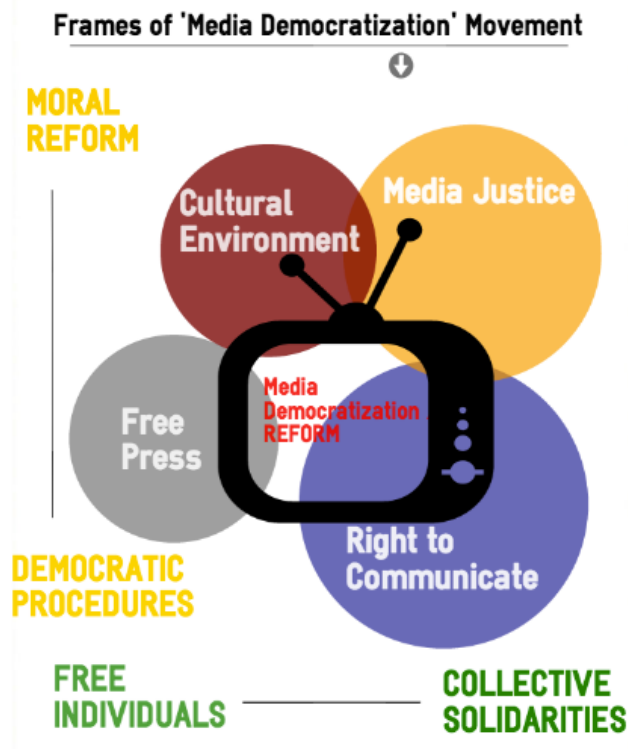 Frames of 'Media Democratization' Movement
MORAL
REFORM
Cultural
Environment
Media Justice
Media
Democratization
REFORM
Free
Press
Right to
Communicate
DEMOCRATIC
PROCEDURES
FREE
INDIVIDUALS
COLLECTIVE
SOLIDARITIES